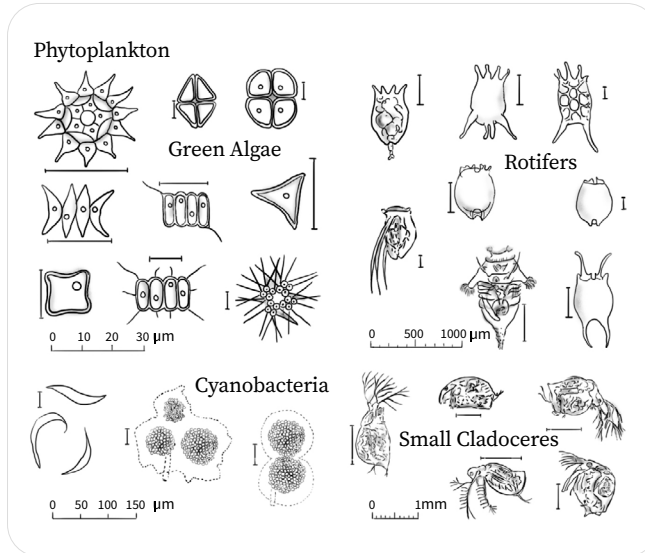 Phytoplankton
Green Algae
Rotifers
0 10 20 30 µm
0 500 1000 µm
Cyanobacteria
Small Cladoceres
0 50 100 150 µm
0 1mm